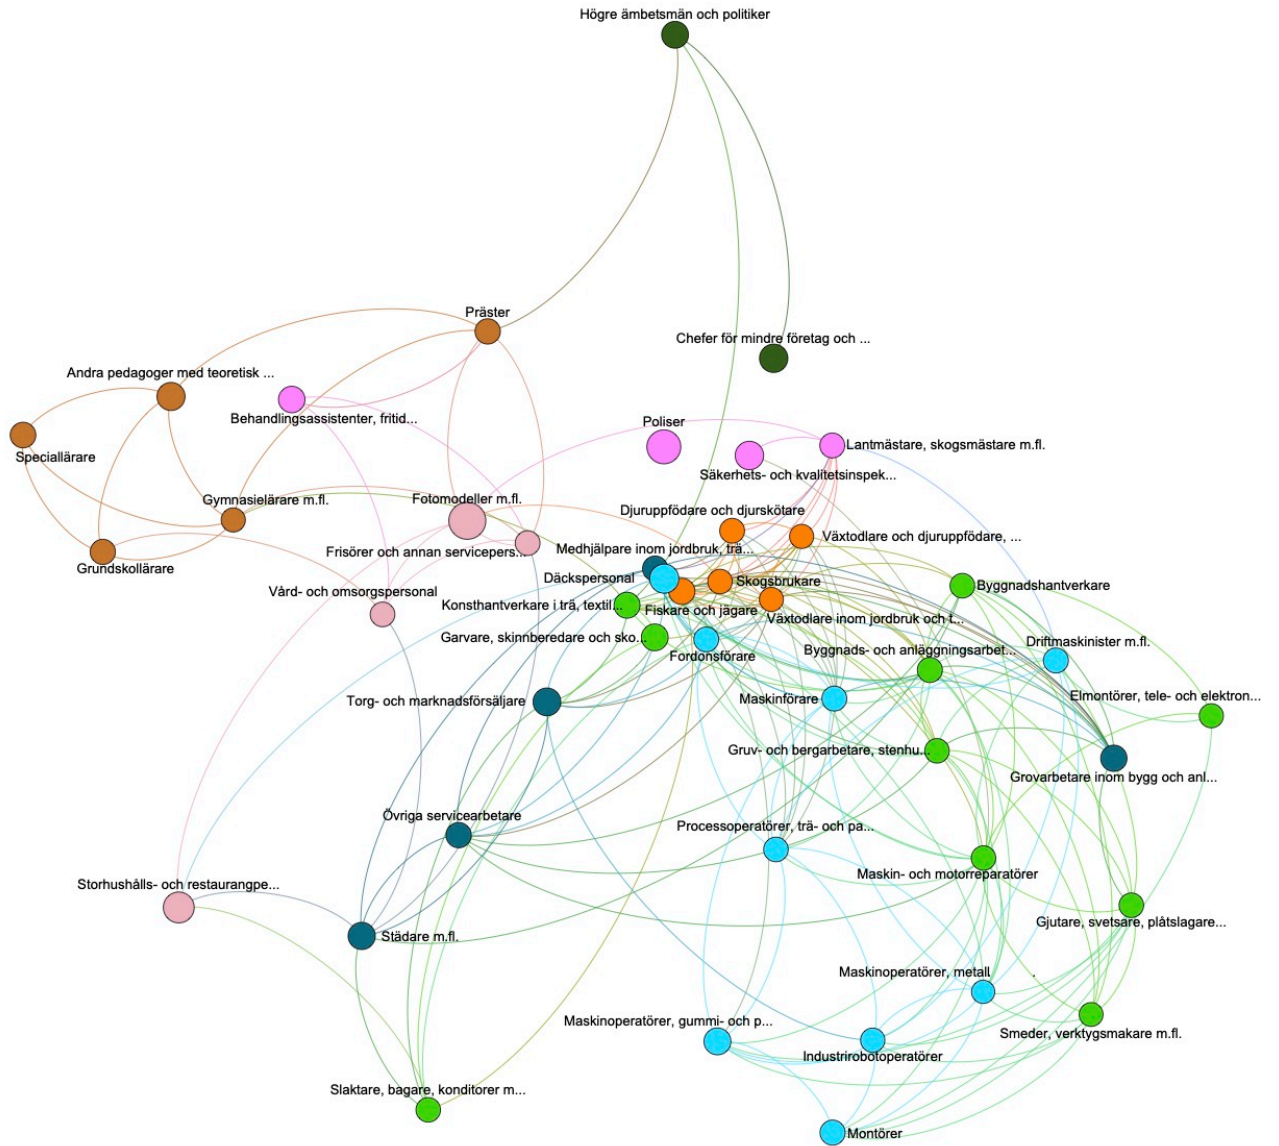 Högre ämbetsmän och politiker
Präster
Chefer för mindre företag och ...
Andra pedagoger med teoretisk ...
Behandlingsassistenter, fritid...
Poliser
Lantmästare, skogsmästare m.fl.
Speciallärare
Säkerhets- och kvalitetsinspek...
Gymnasielärare m.fl.
Fotomodeller m.fl.
Djuruppfödare och djurskötare
Växtodlare och djuruppfödare, ...
Frisörer och annan servicepers...
Medhjälpare inom jordbruk, trä...
Grundskollärare
Däckspersonal
Skogsbrukare
Byggnadshantverkare
Vård- och omsorgspersonal
Konsthantverkare i trä, textil...
Fiskare och jägare
Växtodlare inom jordbruk och t...
Garvare, skinnberedare och sko...
Fordonsförare
Byggnads- och anläggningsarbet...
Driftmaskinister m.fl.
Torg- och marknadsförsäljare
Maskinförare
Elmontörer, tele- och elektron...
Gruv- och bergarbetare, stenhu...
Grovarbetare inom bygg och anl...
Övriga servicearbetare
Processoperatörer, trä- och pa...
Maskin- och motorreparatörer
Storhushålls- och restaurangpe...
Gjutare, svetsare, plåtslagare...
Städare m.fl.
Maskinoperatörer, metall
Maskinoperatörer, gummi- och p...
Smeder, verktygsmakare m.fl.
Industrirobotoperatörer
Slaktare, bagare, konditorer m...
Montörer